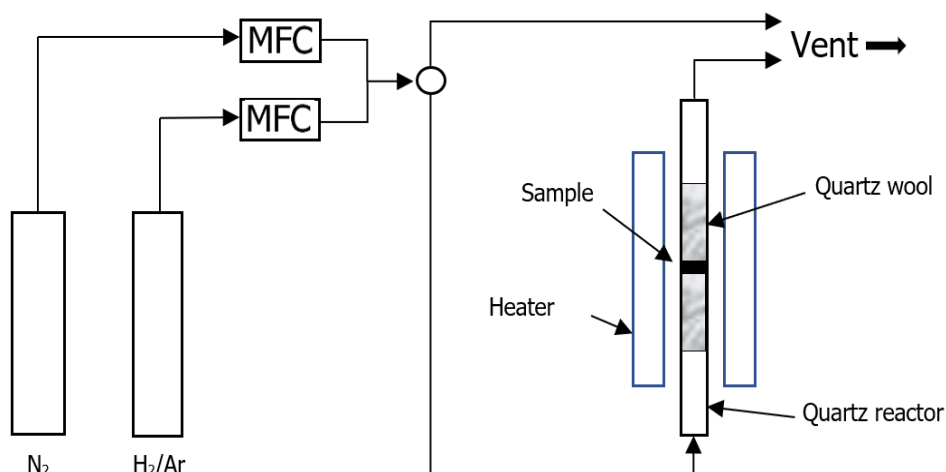 MFC
Vent
MFC
Sample
Quartz wool
Heater
Quartz reactor
N₂
H₂/Ar